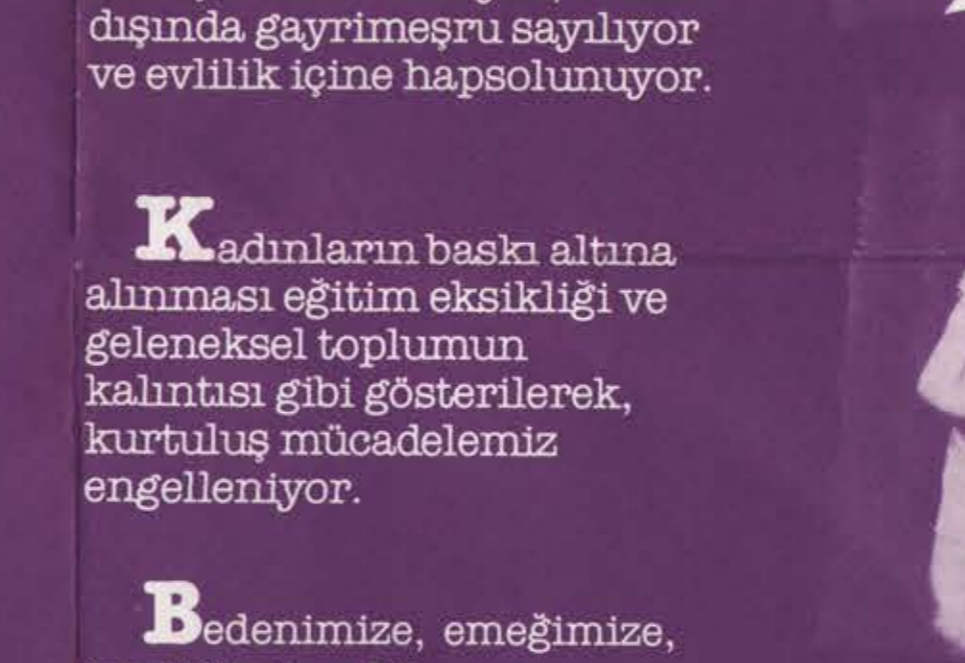 dışında gayrimeşru sayılıyor
ve evlilik içine hapsolunuyor.
Kadınların baskı altına
alınması eğitim eksikliği ve
geleneksel toplumun
kalıntısı gibi gösterilerek,
kurtuluş mücadelemiz
engelleniyor.
Bedenimize, emeğimize,